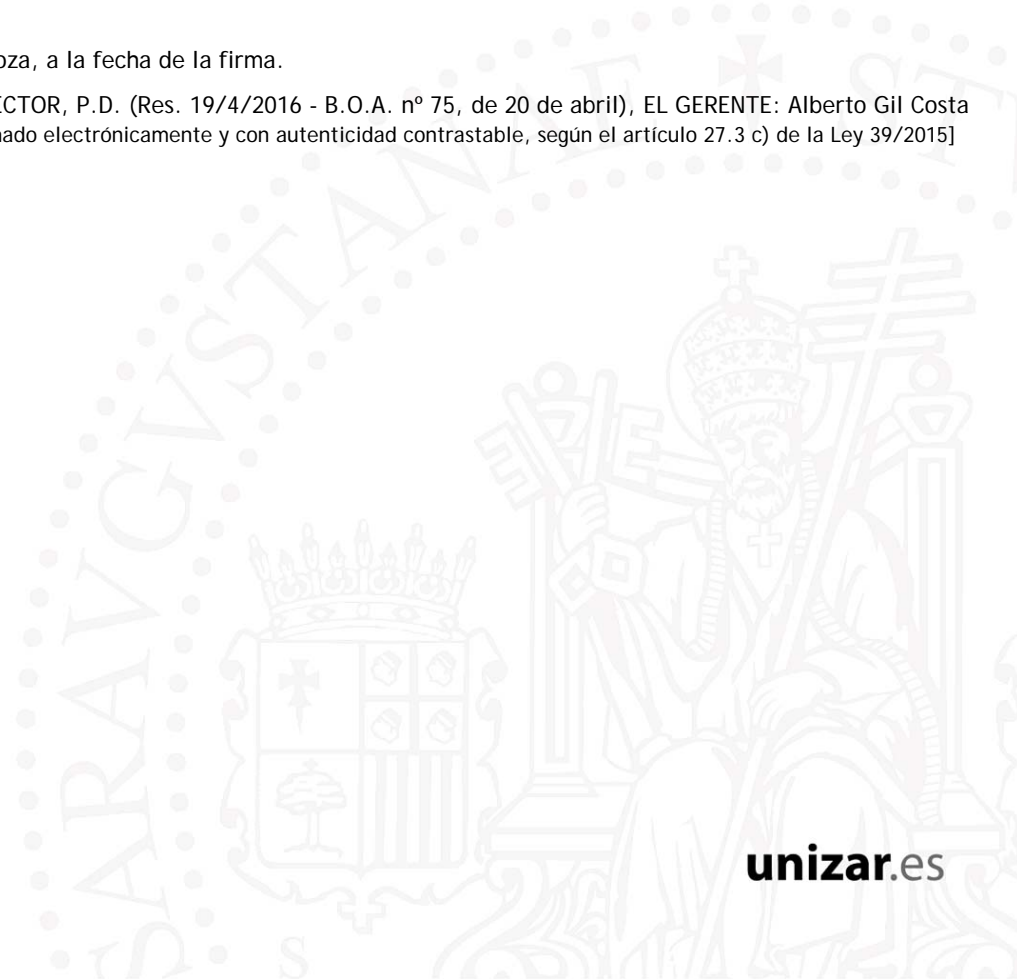 oza, a la fecha de la firma.
ECTOR, P.D. (Res. 19/4/2016 - B.O.A. nº 75, de 20 de abril), EL GERENTE: Alberto Gil Costa
nado electrónicamente y con autenticidad contrastable, según el artículo 27.3 c) de la Ley 39/2015]
SARAVGVSTANAE ✝ ST
S
unizar.es